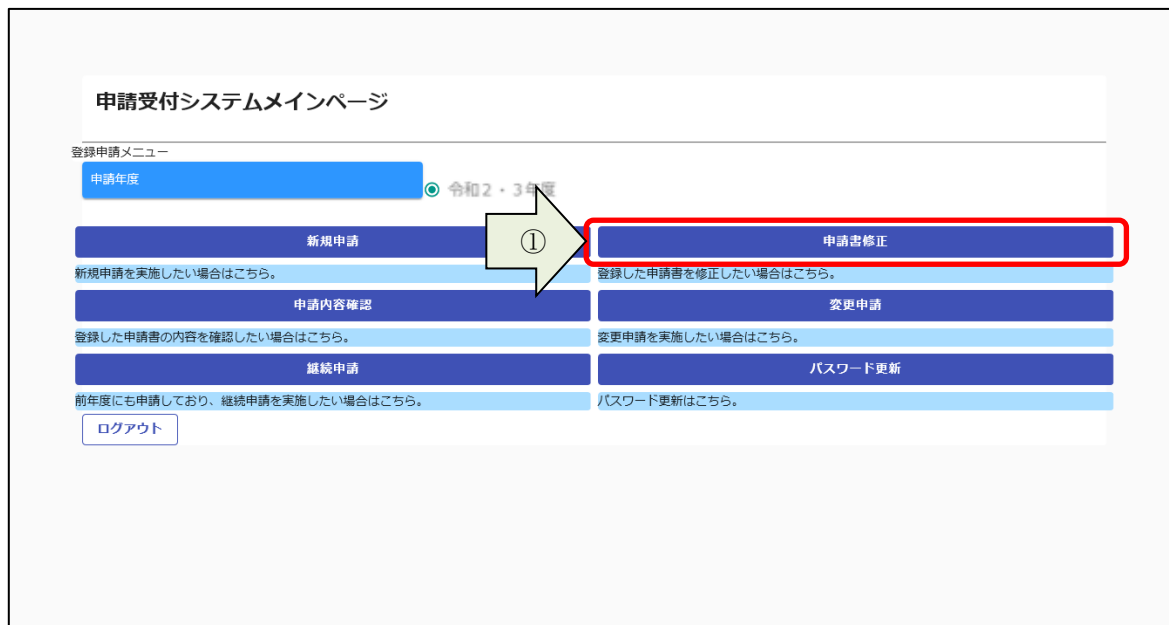 申請受付システムメインページ
登録申請メニュー
申請年度
令和2・3年度
①
新規申請
申請書修正
新規申請を実施したい場合はこちら。
登録した申請書を修正したい場合はこちら。
申請内容確認
変更申請
登録した申請書の内容を確認したい場合はこちら。
変更申請を実施したい場合はこちら。
継続申請
パスワード更新
前年度にも申請しており、継続申請を実施したい場合はこちら。
パスワード更新はこちら。
ログアウト